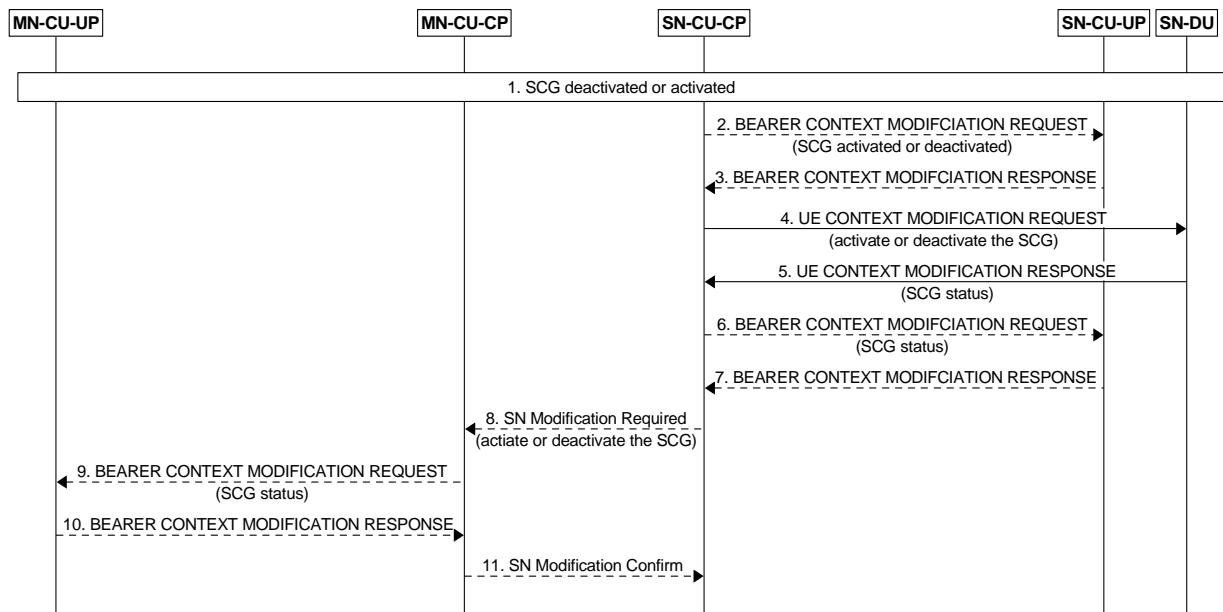 MN-CU-UP MN-CU-CP SN-CU-CP SN-CU-UP SN-DU
1. SCG deactivated or activated
2. BEARER CONTEXT MODIFCIATION REQUEST
(SCG activated or deactivated)
3. BEARER CONTEXT MODIFCIATION RESPONSE
4. UE CONTEXT MODIFICATION REQUEST
(activate or deactivate the SCG)
5. UE CONTEXT MODIFICATION RESPONSE
(SCG status)
6. BEARER CONTEXT MODIFCIATION REQUEST
(SCG status)
7. BEARER CONTEXT MODIFCIATION RESPONSE
8. SN Modification Required
(actiate or deactivate the SCG)
9. BEARER CONTEXT MODIFICATION REQUEST
(SCG status)
10. BEARER CONTEXT MODIFICATION RESPONSE
11. SN Modification Confirm